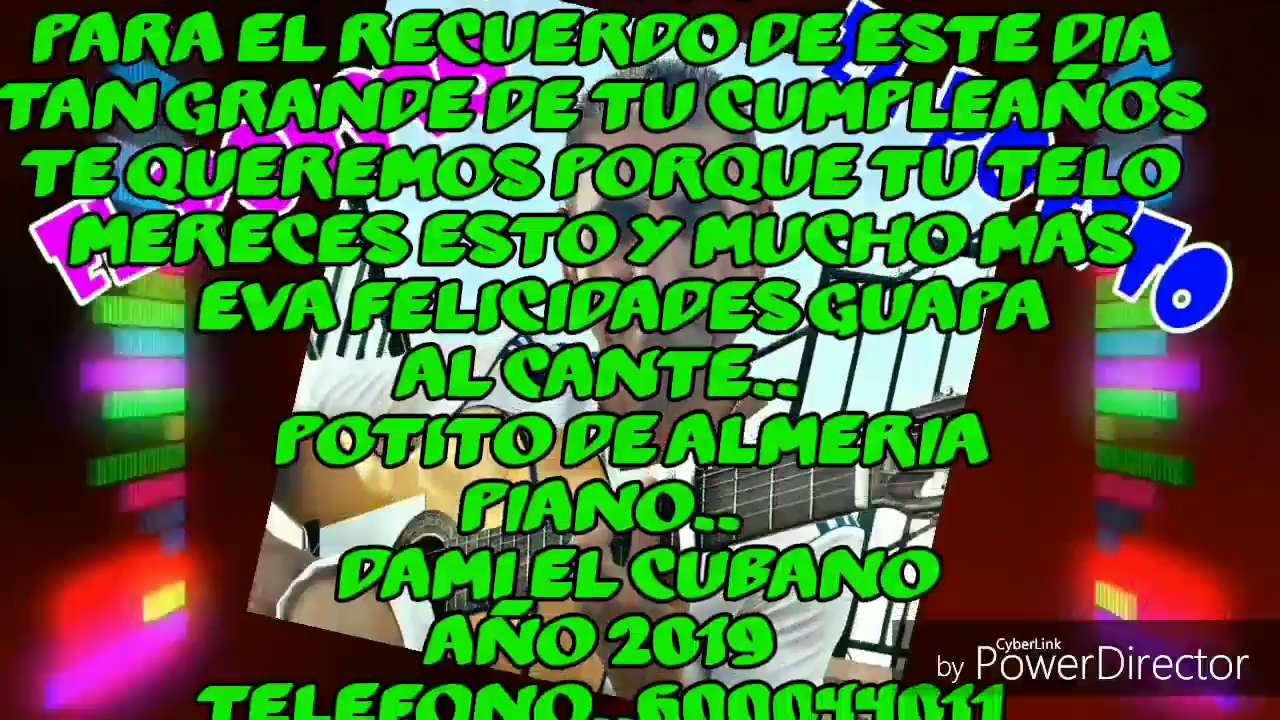 PARA EL RECUERDO DE ESTE DIA
TAN GRANDE DE TU CUMPLEAÑOS
TE QUEREMOS PORQUE TU TELO
MERECES ESTO Y MUCHO MAS
EVA FELICIDADES GUAPA
AL CANTE..
POTITO DE ALMERIA
PIANO..
DAMI EL CUBANO
AÑO 2019
TELEFONO..600044011
by CyberLink PowerDirector